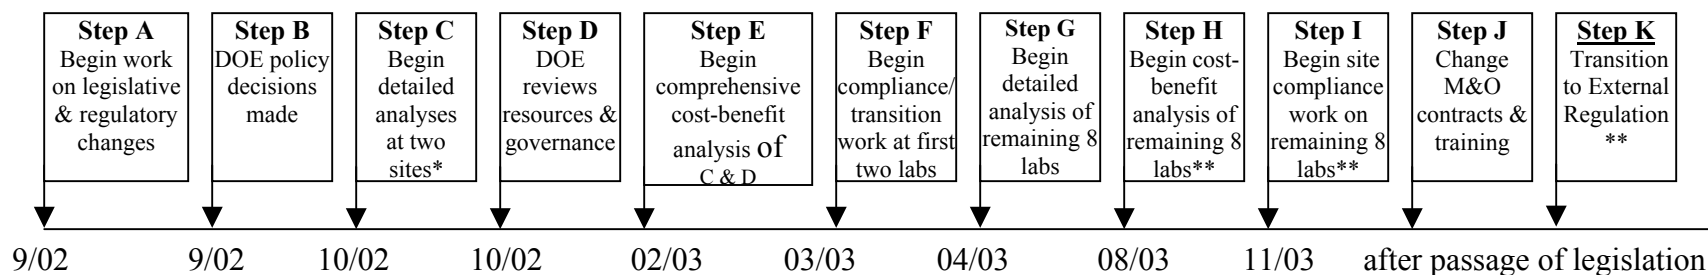 Step A
Begin work
on legislative
& regulatory
changes
Step B
DOE policy
decisions
made
Step C
Begin
detailed
analyses
at two
sites*
Step D
DOE
reviews
resources &
governance
Step E
Begin
comprehensive
cost-benefit
analysis of
C & D
Step F
Begin
compliance/
transition
work at first
two labs
Step G
Begin
detailed
analysis of
remaining 8
labs
Step H
Begin cost-
benefit
analysis of
remaining 8
labs**
Step I
Begin site
compliance
work on
remaining 8
labs**
Step J
Change
M&O
contracts &
training
Step K
Transition
to External
Regulation
**
9/02 9/02 10/02 10/02 02/03 03/03 04/03 08/03 11/03 after passage of legislation